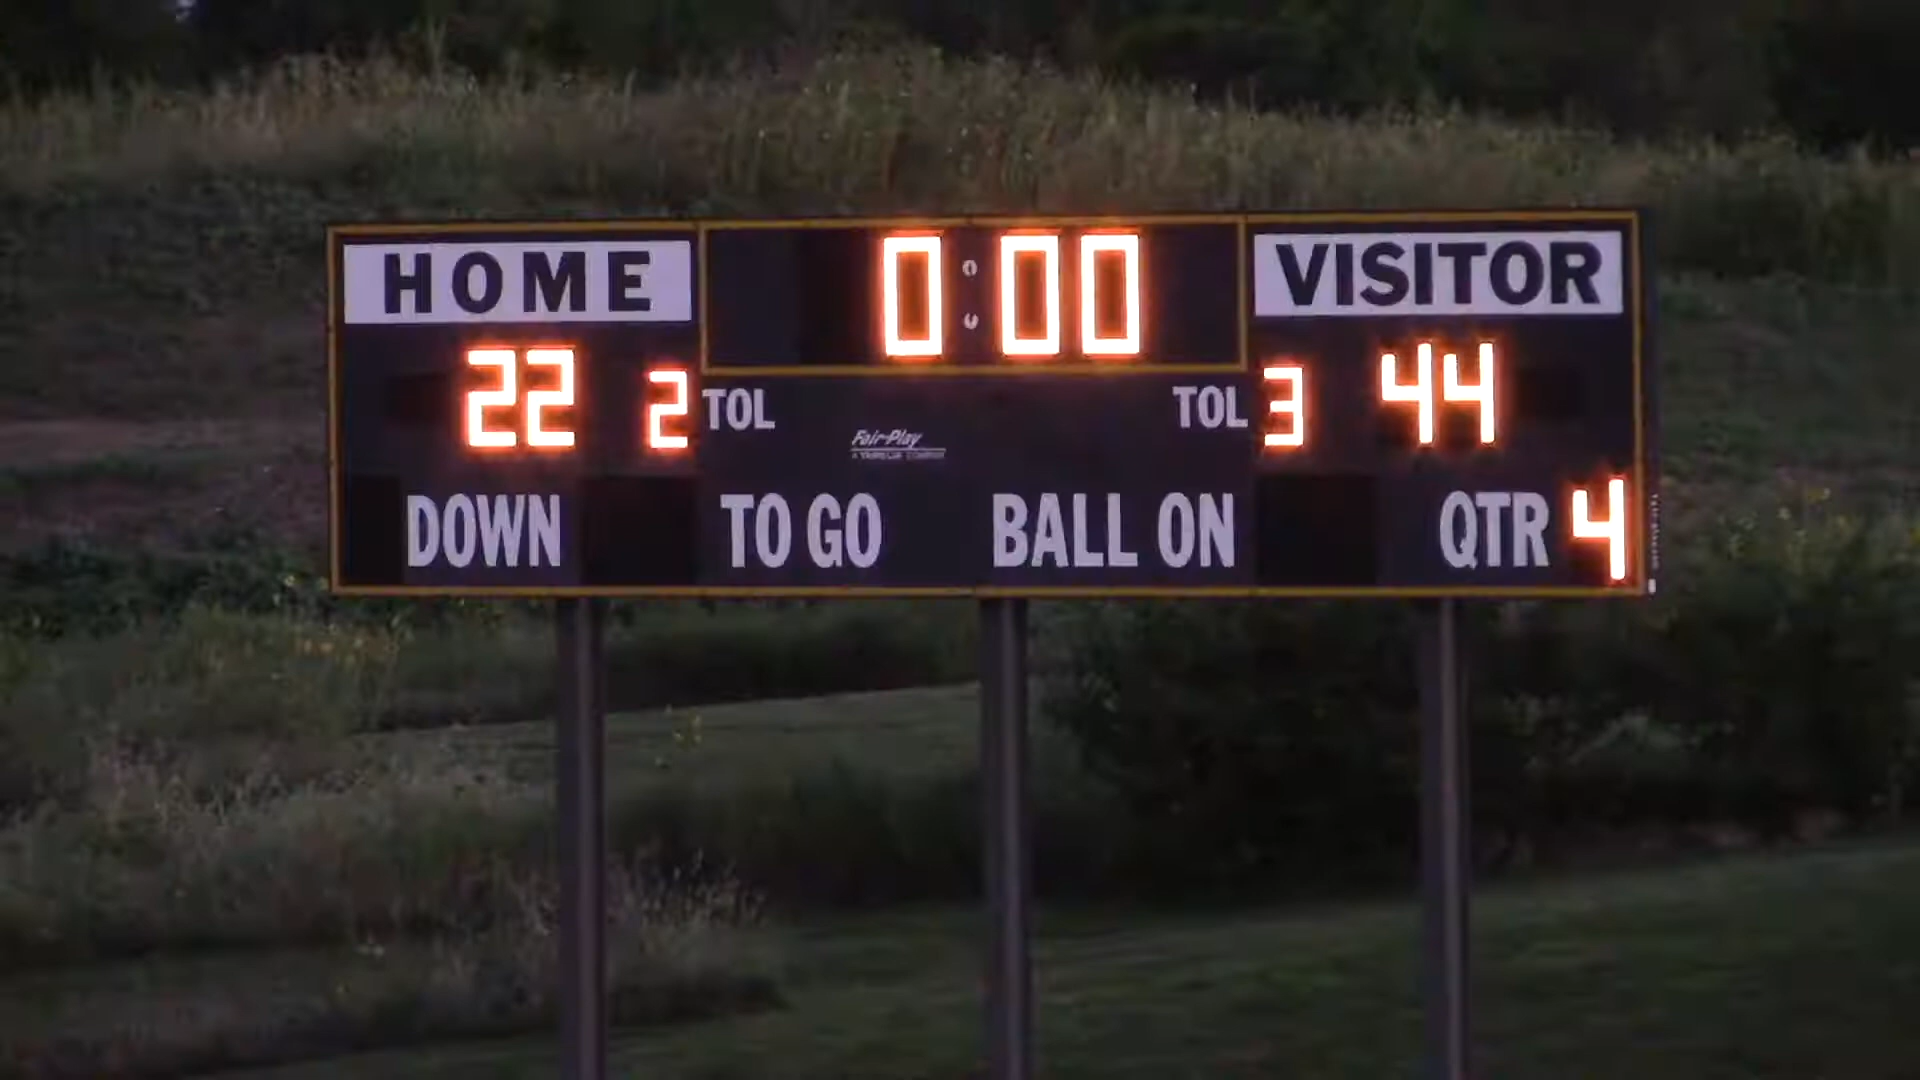 HOME 0:00 VISITOR
22 2 TOL TOL 3 44
Fair-Play
DOWN TO GO BALL ON QTR 4